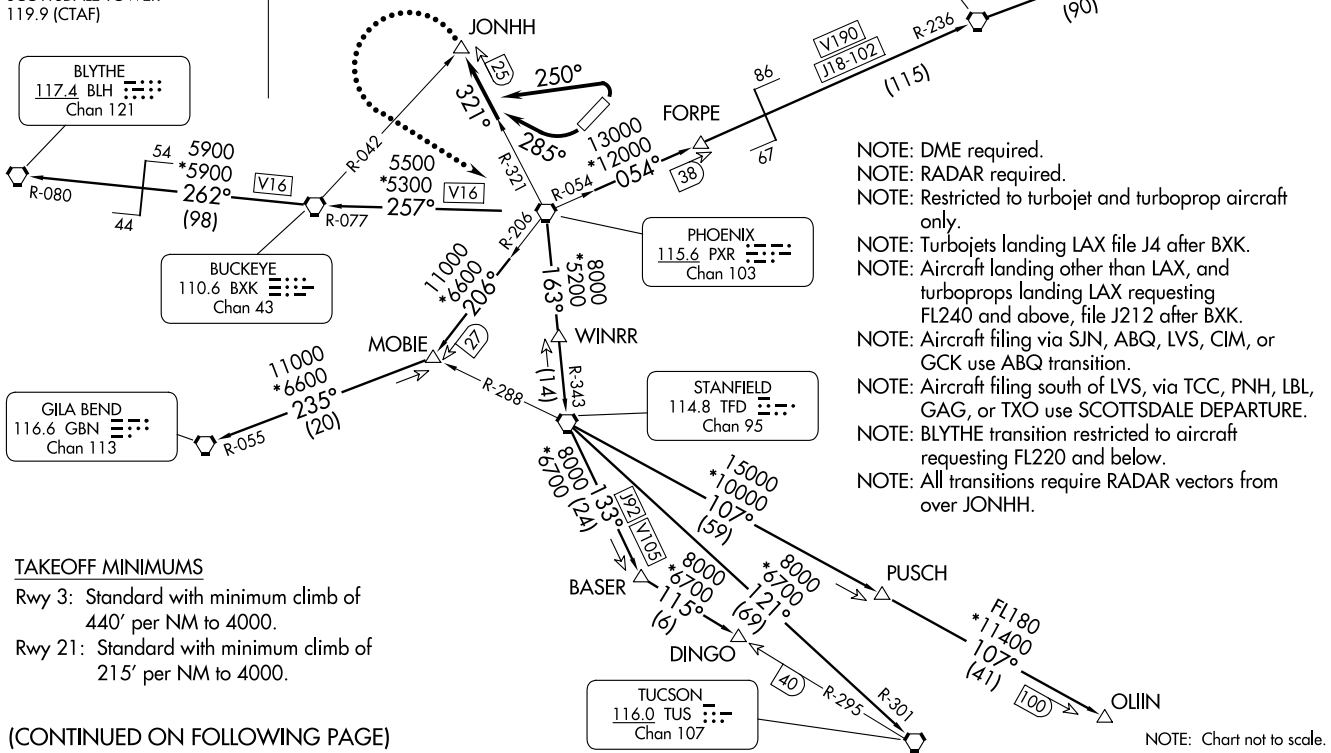 119.9 (CTAF)
JONHH
BLYTHE
117.4 BLH
Chan 121
25
250°
321°
285°
R-321
R-042
V190
J18-102
R-236
(90)
(115)
86
67
FORPE
13000
*12000
054°
R-054
38
54
44
5900
*5900
262°
(98)
V16
R-080
5500
*5300
257°
V16
R-077
BUCKEYE
110.6 BXK
Chan 43
PHOENIX
115.6 PXR
Chan 103
R-206
11000
*6600
206°
27
MOBIE
8000
*5200
163°
WINRR
(14)
R-343
R-288
STANFIELD
114.8 TFD
Chan 95
11000
*6600
235°
(20)
R-055
GILA BEND
116.6 GBN
Chan 113
NOTE: DME required.
NOTE: RADAR required.
NOTE: Restricted to turbojet and turboprop aircraft
only.
NOTE: Turbojets landing LAX file J4 after BXK.
NOTE: Aircraft landing other than LAX, and
turboprops landing LAX requesting
FL240 and above, file J212 after BXK.
NOTE: Aircraft filing via SJN, ABQ, LVS, CIM, or
GCK use ABQ transition.
NOTE: Aircraft filing south of LVS, via TCC, PNH, LBL,
GAG, or TXO use SCOTTSDALE DEPARTURE.
NOTE: BLYTHE transition restricted to aircraft
requesting FL220 and below.
NOTE: All transitions require RADAR vectors from
over JONHH.
8000
*6700 (24)
133°
J92
V105
BASER
8000
*6700
115°
(6)
DINGO
8000
*6700
121°
(69)
15000
*10000
107°
(59)
PUSCH
FL180
*11400
107°
(41)
100
OLIIN
40
R-295
R-301
TUCSON
116.0 TUS
Chan 107
TAKEOFF MINIMUMS
Rwy 3: Standard with minimum climb of
440' per NM to 4000.
Rwy 21: Standard with minimum climb of
215' per NM to 4000.
(CONTINUED ON FOLLOWING PAGE)
NOTE: Chart not to scale.